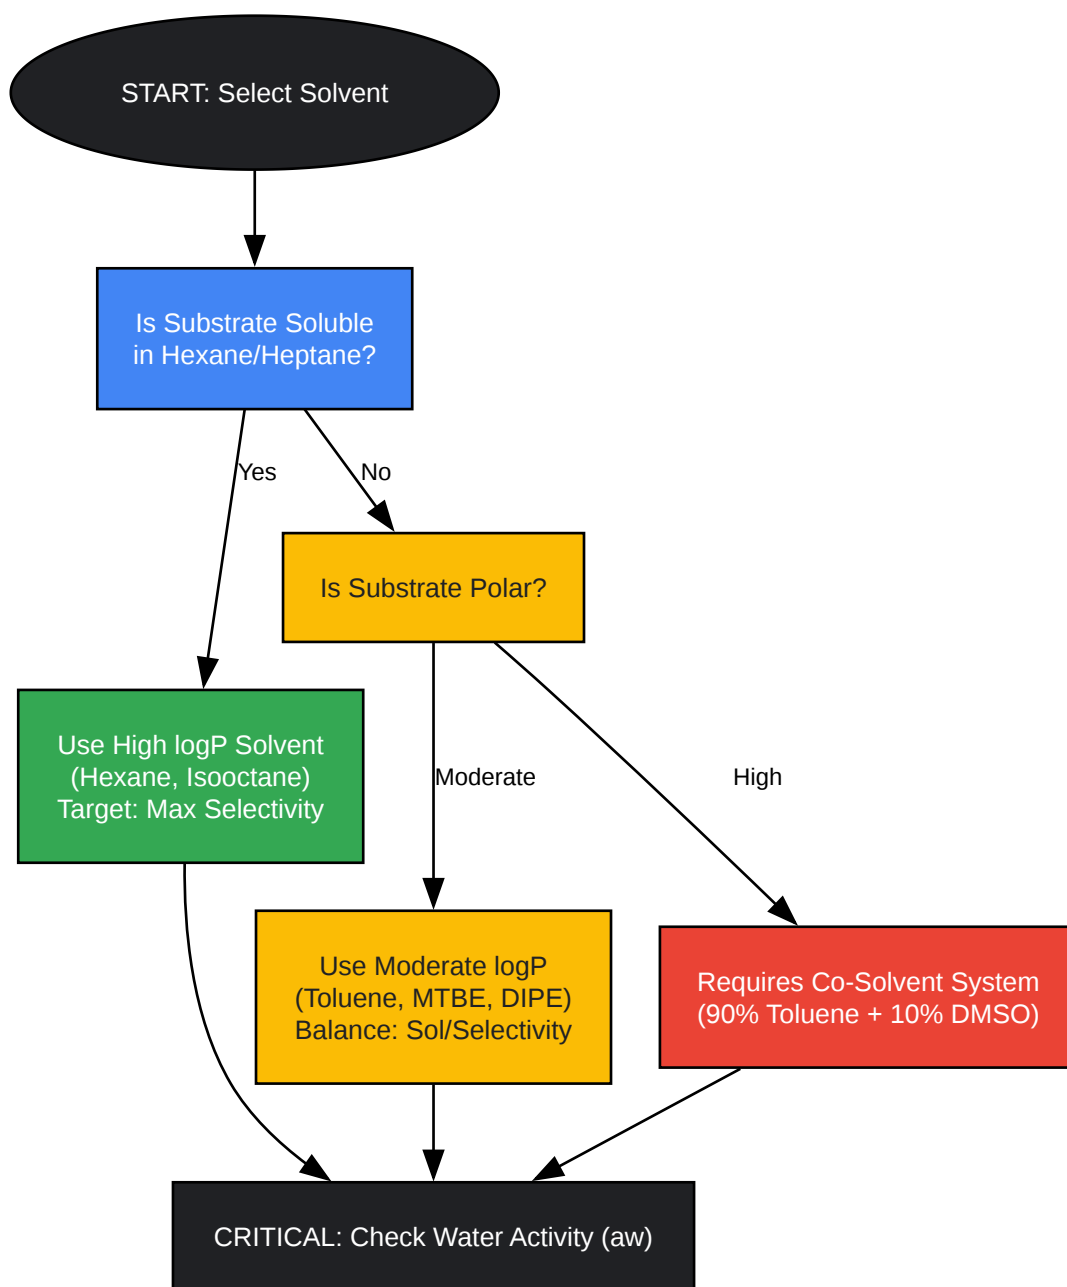 START: Select Solvent
Is Substrate Soluble
in Hexane/Heptane?
Yes
No
Is Substrate Polar?
Use High logP Solvent
(Hexane, Isooctane)
Target: Max Selectivity
Moderate
High
Use Moderate logP
(Toluene, MTBE, DIPE)
Balance: Sol/Selectivity
Requires Co-Solvent System
(90% Toluene + 10% DMSO)
CRITICAL: Check Water Activity (aw)